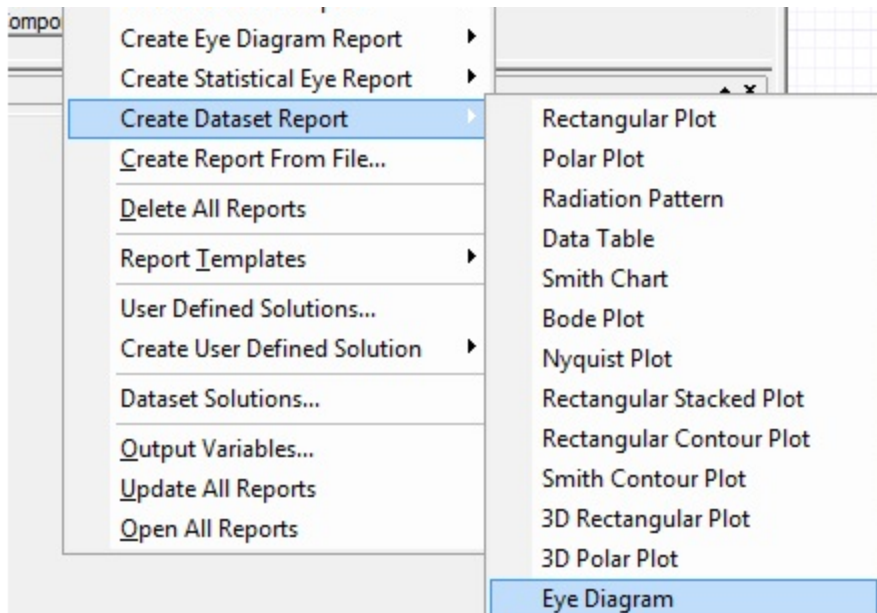 Create Eye Diagram Report
Create Statistical Eye Report
Create Dataset Report
Create Report From File...
Delete All Reports
Report Templates
User Defined Solutions...
Create User Defined Solution
Dataset Solutions...
Output Variables...
Update All Reports
Open All Reports
Rectangular Plot
Polar Plot
Radiation Pattern
Data Table
Smith Chart
Bode Plot
Nyquist Plot
Rectangular Stacked Plot
Rectangular Contour Plot
Smith Contour Plot
3D Rectangular Plot
3D Polar Plot
Eye Diagram